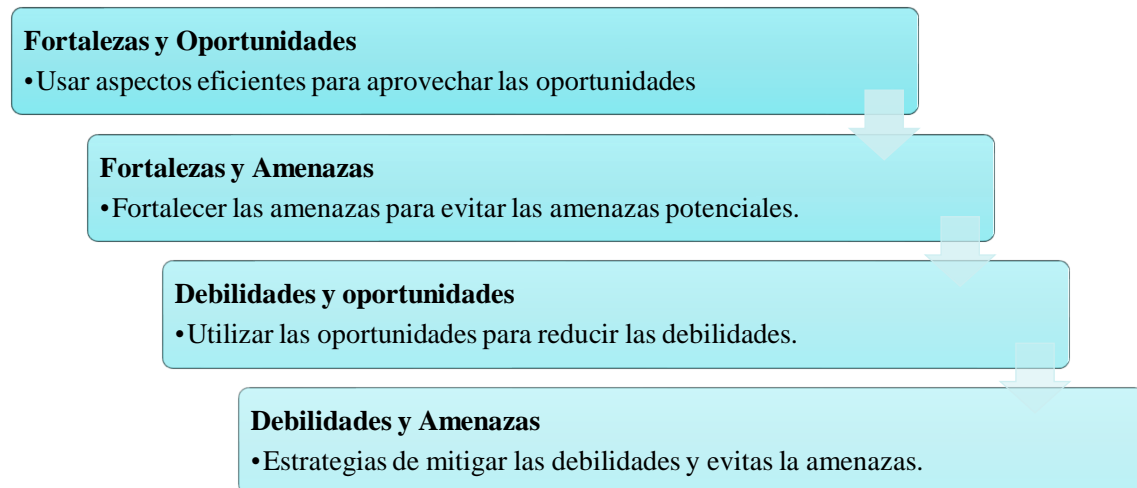 Fortalezas y Oportunidades
•Usar aspectos eficientes para aprovechar las oportunidades
Fortalezas y Amenazas
•Fortalecer las amenazas para evitar las amenazas potenciales.
Debilidades y oportunidades
•Utilizar las oportunidades para reducir las debilidades.
Debilidades y Amenazas
•Estrategias de mitigar las debilidades y evitas la amenazas.